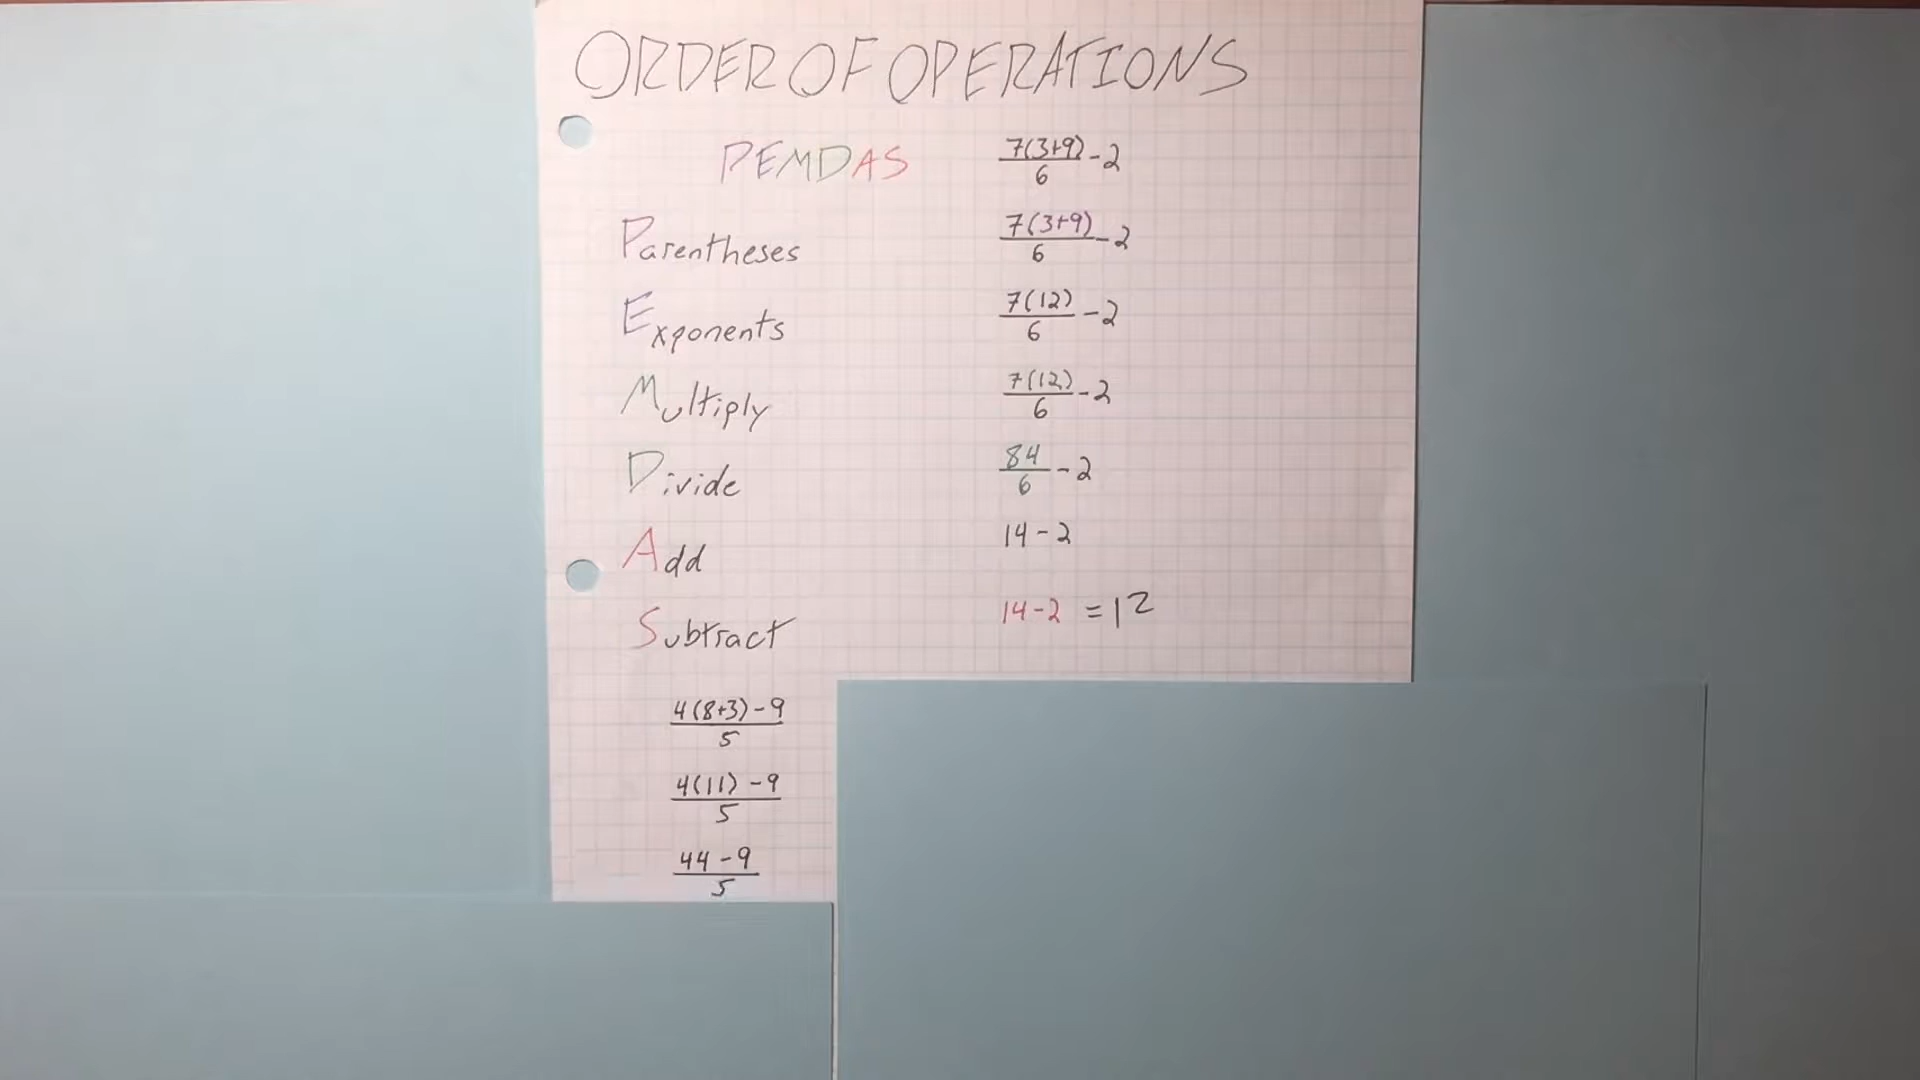 ORDER OF OPERATIONS
PEMDAS
7(3+9)/6 - 2
Parentheses
7(3+9)/6 - 2
Exponents
7(12)/6 - 2
Multiply
7(12)/6 - 2
Divide
84/6 - 2
Add
14 - 2
Subtract
14 - 2 = 12
4(8+3) - 9
5
4(11) - 9
5
44 - 9
5